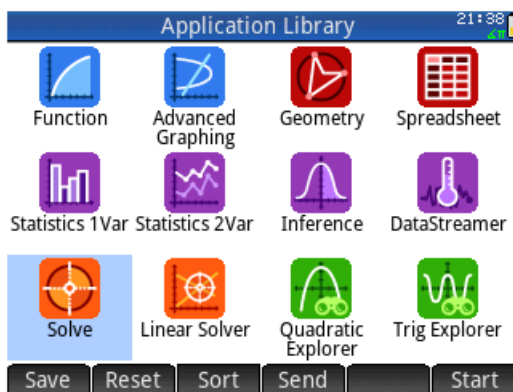 Application Library
21:38
∡π
Function
Advanced Graphing
Geometry
Spreadsheet
Statistics 1Var
Statistics 2Var
Inference
DataStreamer
Solve
Linear Solver
Quadratic Explorer
Trig Explorer
Save
Reset
Sort
Send
Start